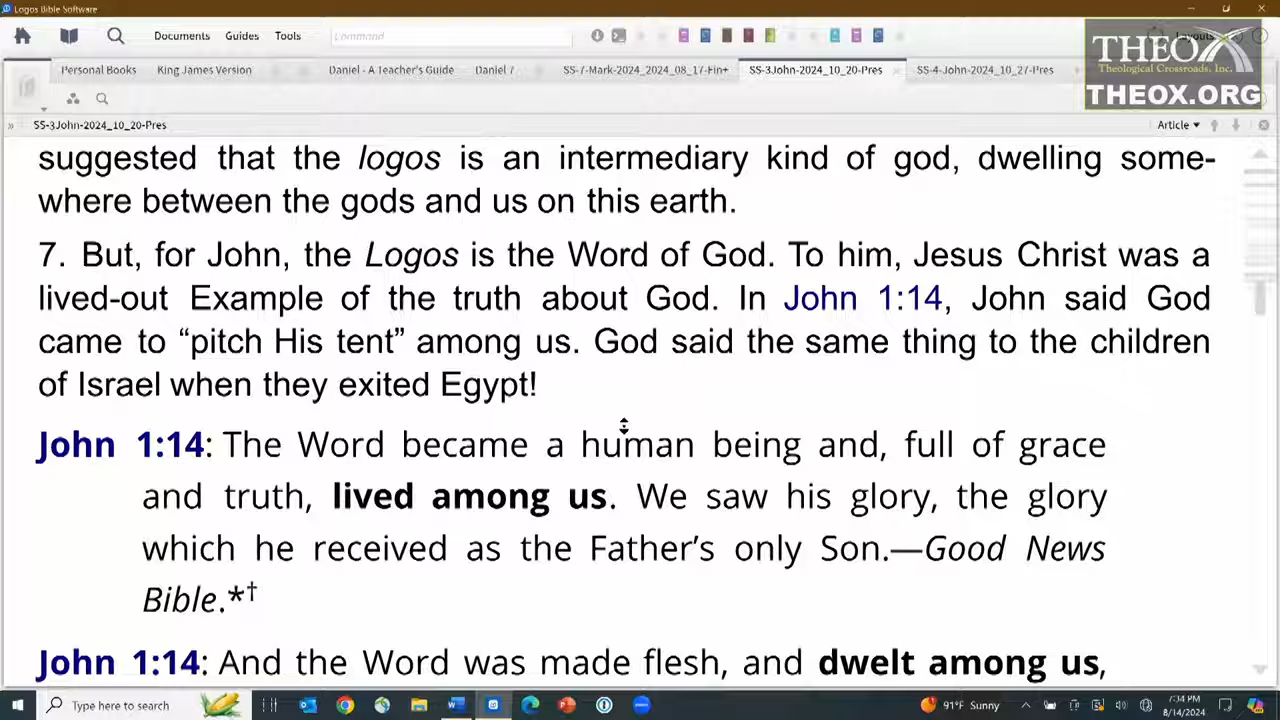 Logos Bible Software
Documents Guides Tools Command Layouts
THEOX
Theological Crossroads, Inc.
THEOX.ORG
Personal Books King James Version SS-7-Mark-2024_2024_08_17-Fin+ SS-3John-2024_10_20-Pres SS-4-John-2024_10_27-Pres
SS-3John-2024_10_20-Pres Article
suggested that the logos is an intermediary kind of god, dwelling some-
where between the gods and us on this earth.
7. But, for John, the Logos is the Word of God. To him, Jesus Christ was a
lived-out Example of the truth about God. In John 1:14, John said God
came to “pitch His tent” among us. God said the same thing to the children
of Israel when they exited Egypt!
John 1:14: The Word became a human being and, full of grace
and truth, lived among us. We saw his glory, the glory
which he received as the Father’s only Son.—Good News
Bible.*†
John 1:14: And the Word was made flesh, and dwelt among us,
Type here to search 91°F Sunny 7:34 PM
8/14/2024